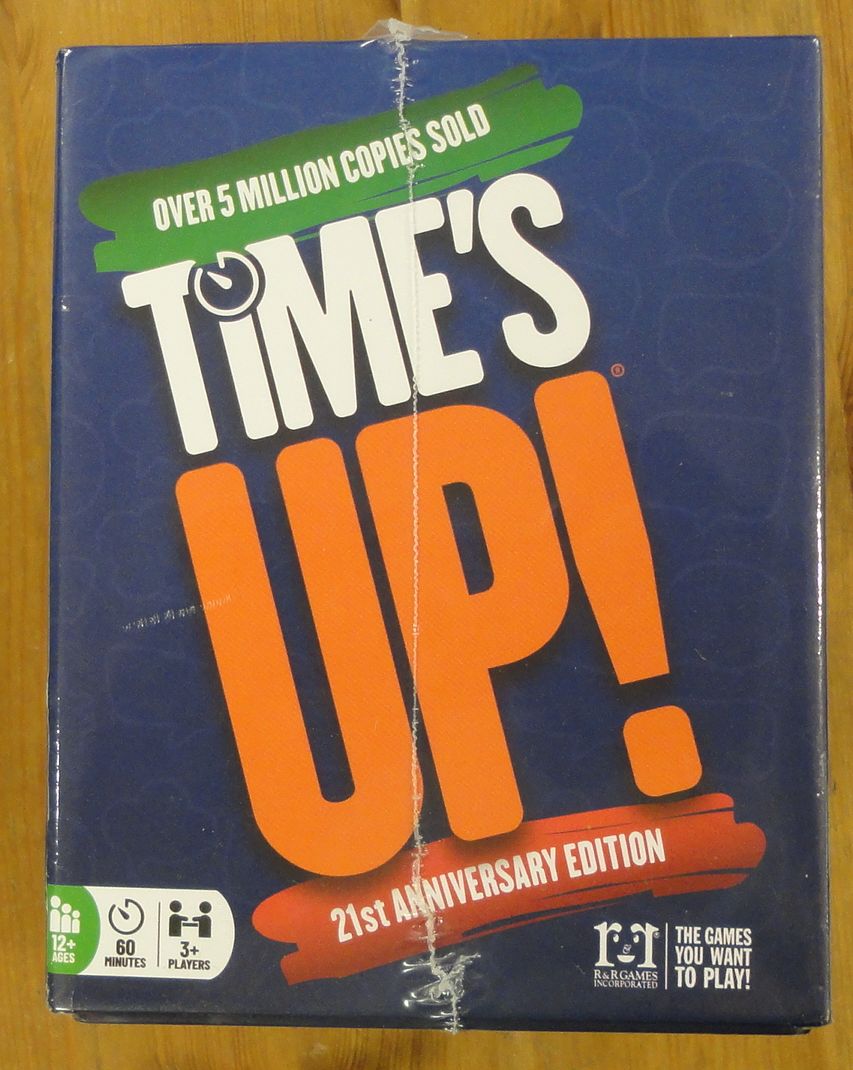 OVER 5 MILLION COPIES SOLD
TIME'S
UP!®
21st ANNIVERSARY EDITION
12+
AGES
60
MINUTES
3+
PLAYERS
r&r®
R&R GAMES
INCORPORATED
THE GAMES
YOU WANT
TO PLAY!